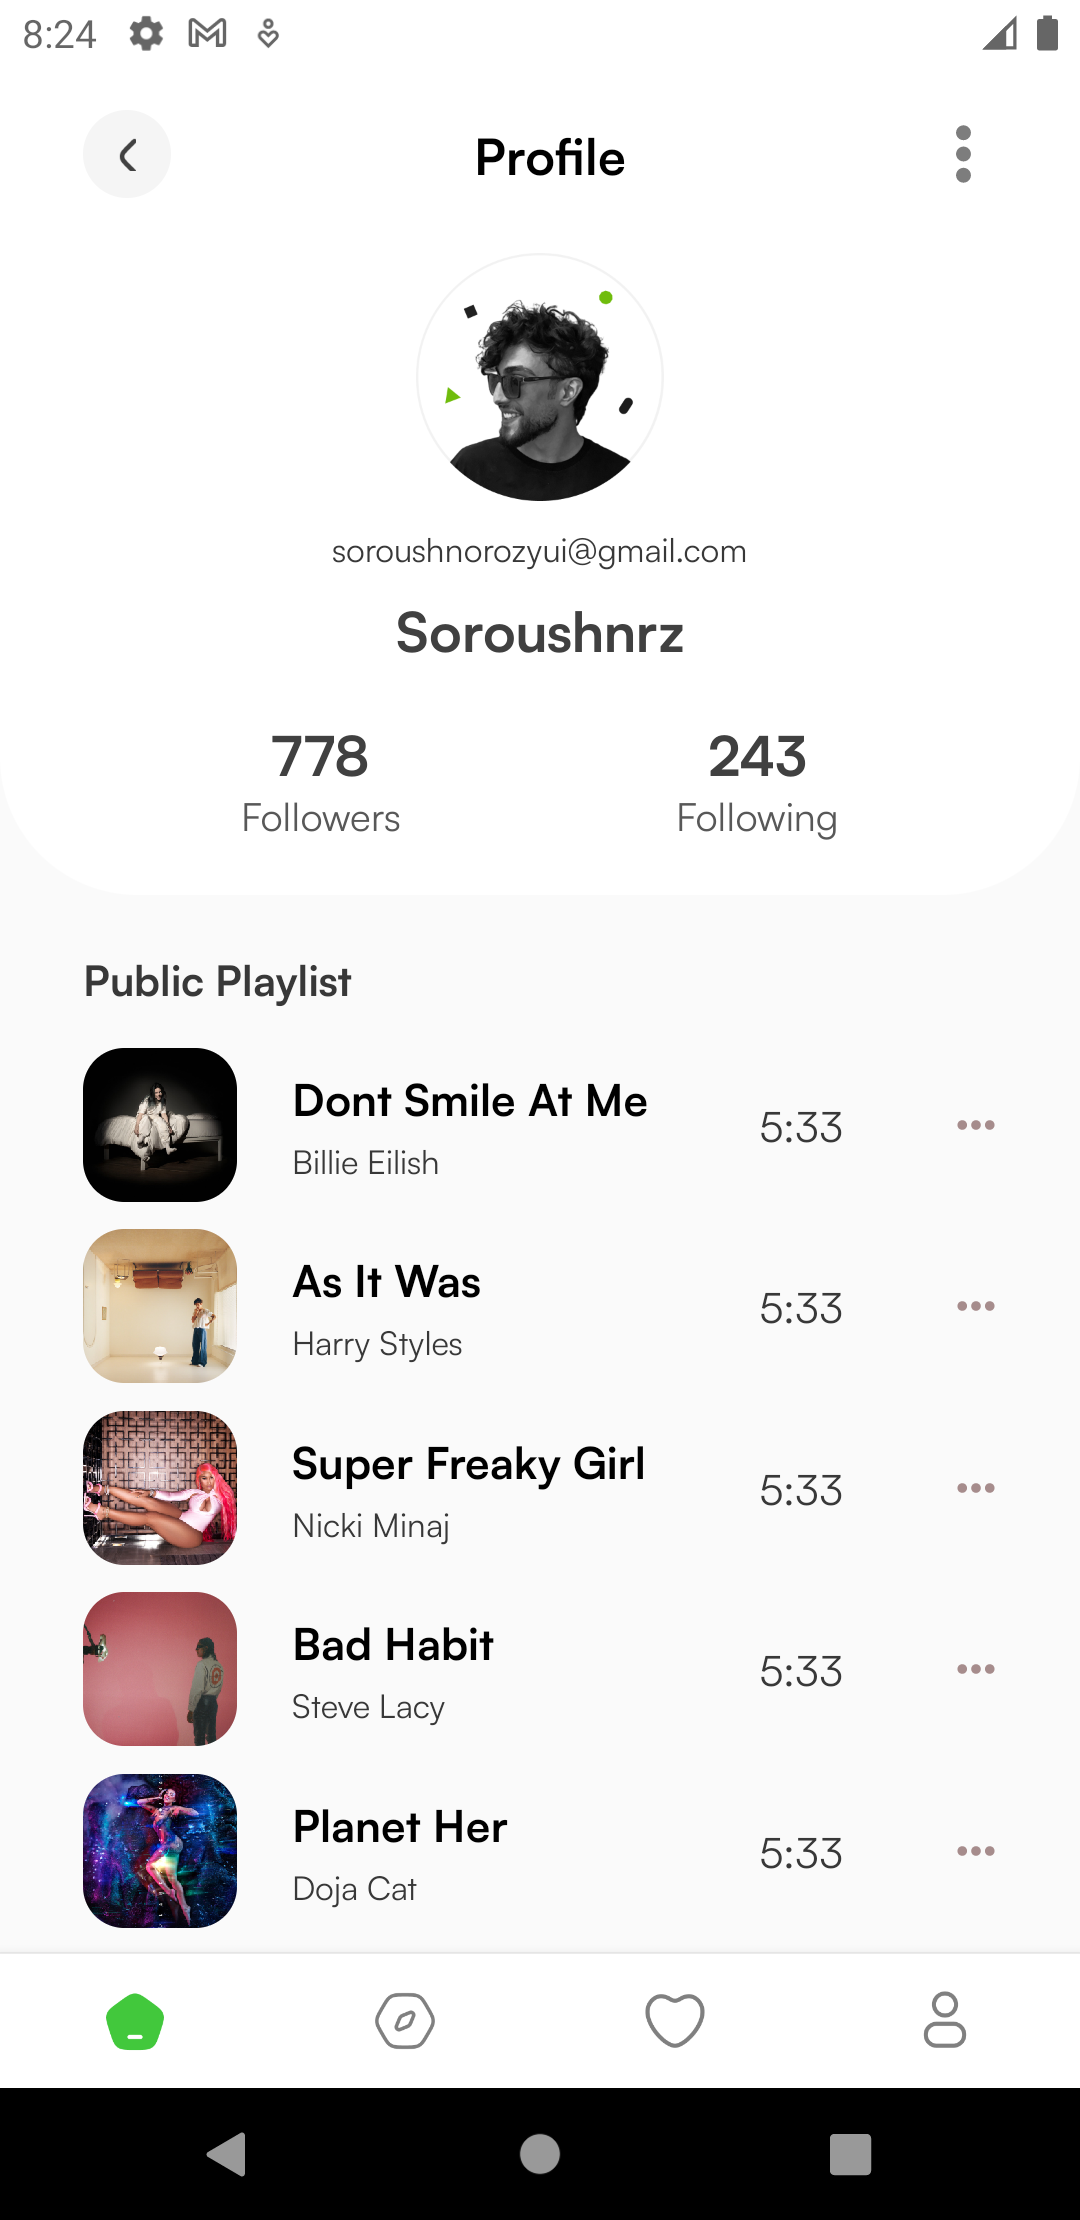 8:24
Profile
soroushnorozyui@gmail.com
Soroushnrz
778
Followers
243
Following
Public Playlist
Dont Smile At Me
Billie Eilish
5:33
As It Was
Harry Styles
5:33
Super Freaky Girl
Nicki Minaj
5:33
Bad Habit
Steve Lacy
5:33
Planet Her
Doja Cat
5:33